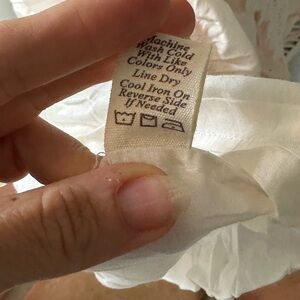 Machine
Wash Cold
With Like
Colors Only
Line Dry
Cool Iron On
Reverse Side
If Needed